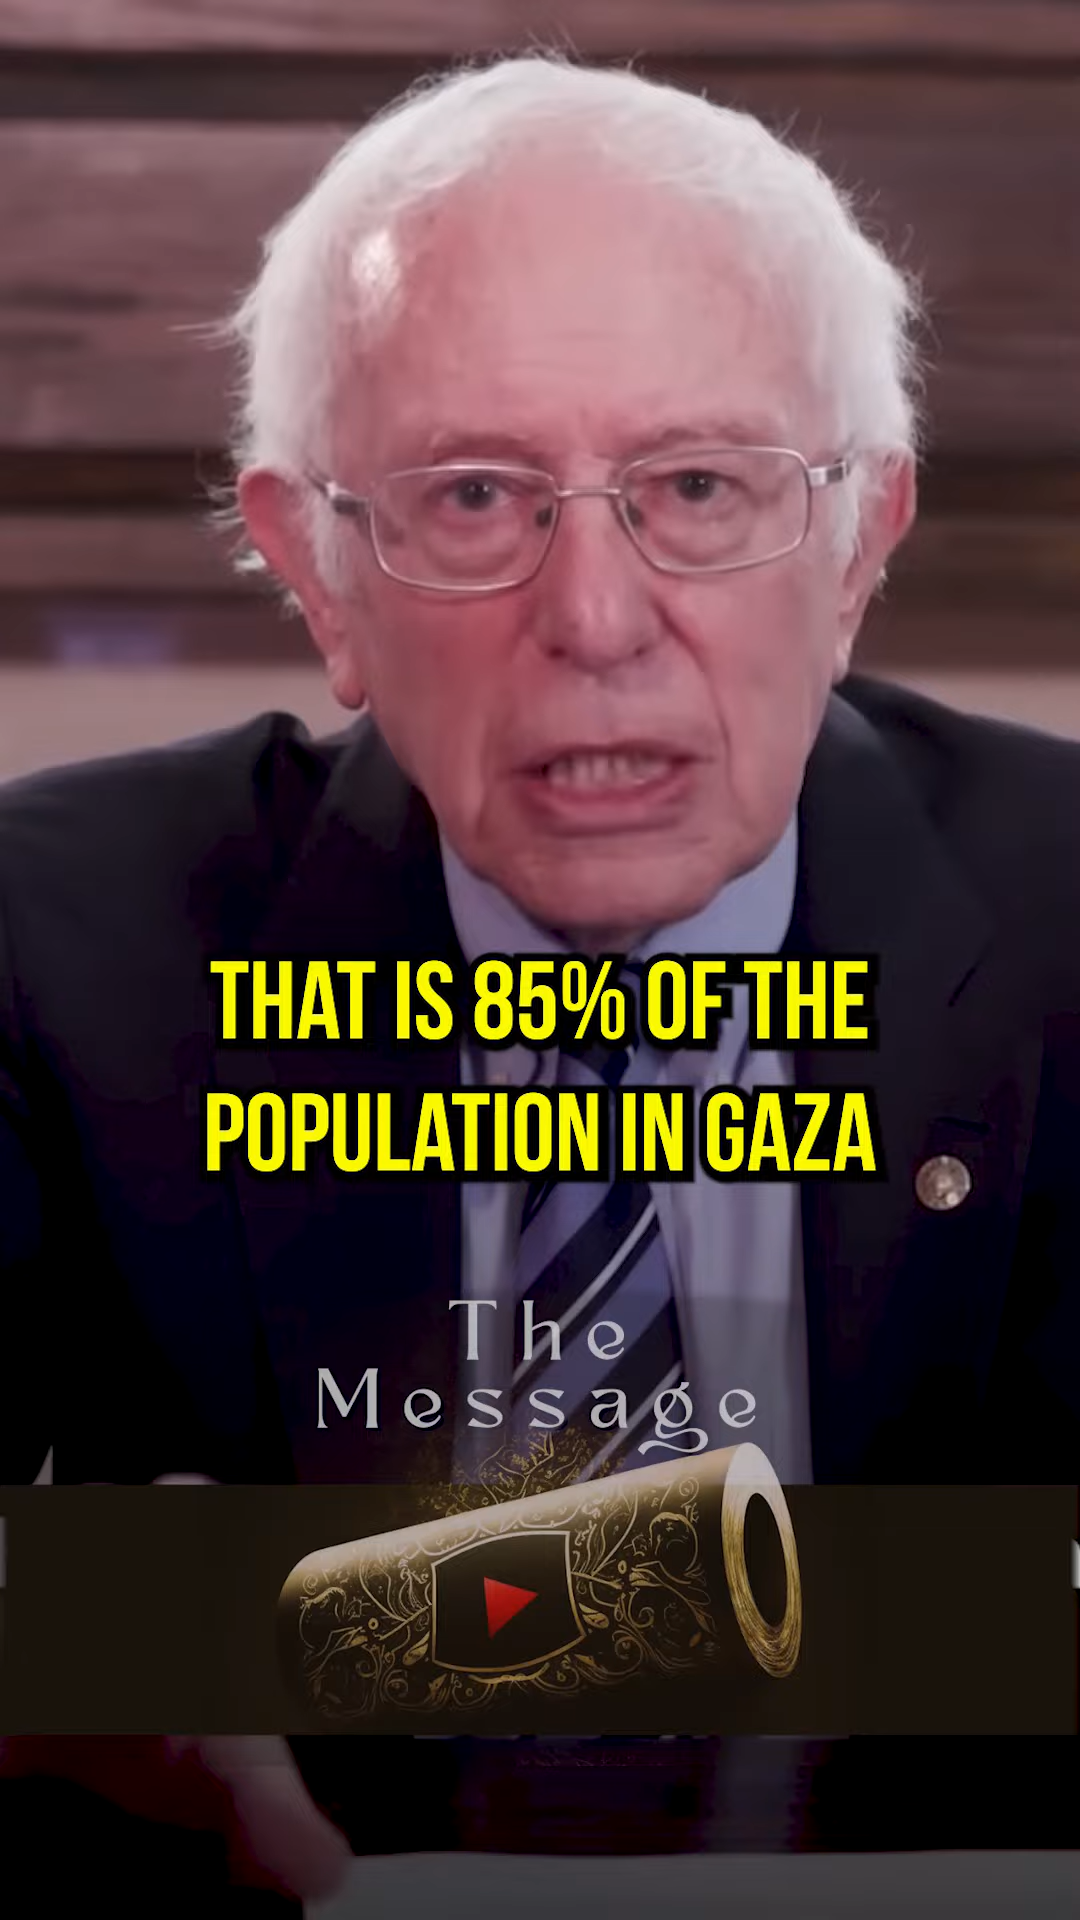 THAT IS 85% OF THE
POPULATION IN GAZA
The
Message